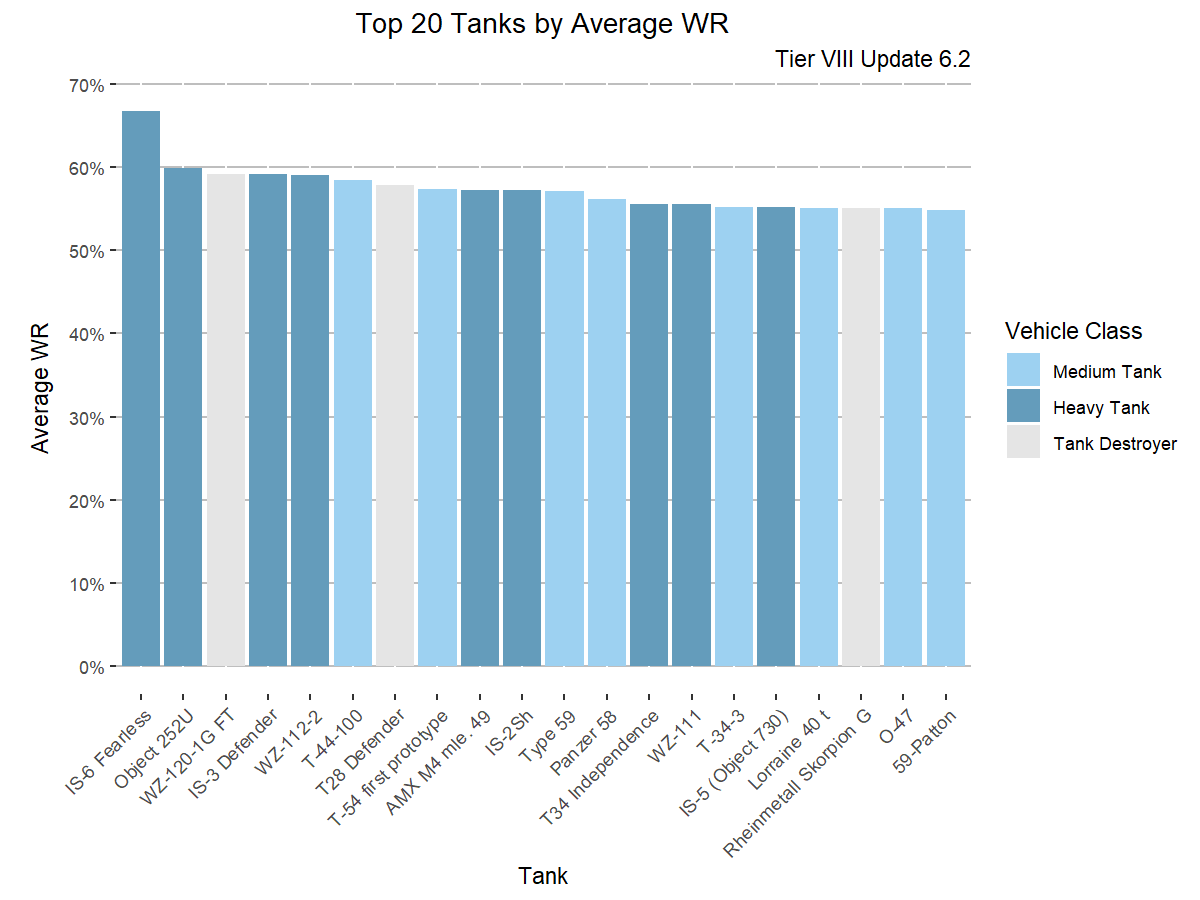 Top 20 Tanks by Average WR
Tier VIII Update 6.2
70%
60%
50%
40%
30%
20%
10%
0%
Average WR
IS-6 Fearless
Object 252U
WZ-120-1G FT
IS-3 Defender
WZ-112-2
T-44-100
T28 Defender
T-54 first prototype
AMX M4 mle. 49
IS-2Sh
Type 59
Panzer 58
T34 Independence
WZ-111
T-34-3
IS-5 (Object 730)
Lorraine 40 t
Rheinmetall Skorpion G
O-47
59-Patton
Tank
Vehicle Class
Medium Tank
Heavy Tank
Tank Destroyer